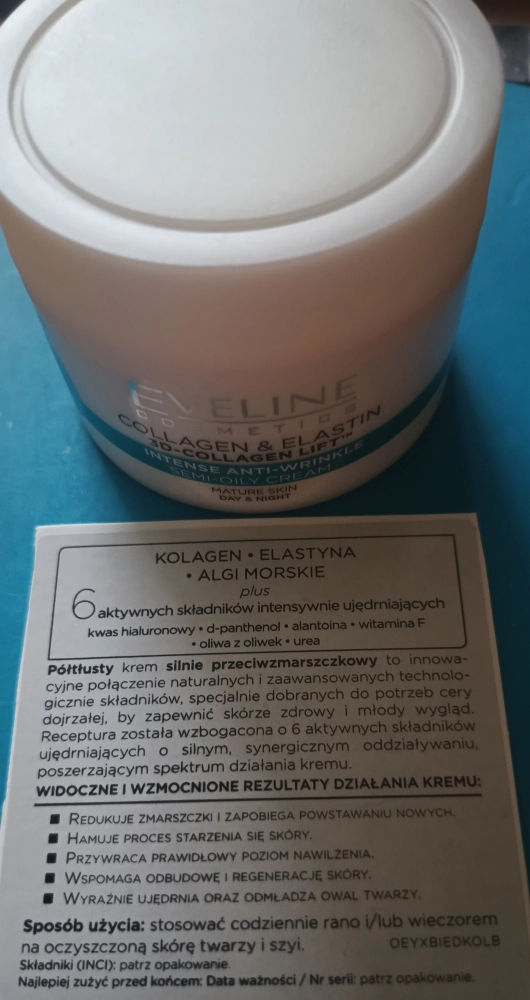 EVELINE
COSMETICS
COLLAGEN & ELASTIN
3D-COLLAGEN LIFT™
INTENSE ANTI-WRINKLE
SEMI-OILY CREAM
MATURE SKIN
DAY & NIGHT
KOLAGEN • ELASTYNA
• ALGI MORSKIE
plus
6 aktywnych składników intensywnie ujędrniających
kwas hialuronowy • d-panthenol • alantoina • witamina F
• oliwa z oliwek • urea
Półtłusty krem silnie przeciwzmarszczkowy to innowa-
cyjne połączenie naturalnych i zaawansowanych technolo-
gicznie składników, specjalnie dobranych do potrzeb cery
dojrzałej, by zapewnić skórze zdrowy i młody wygląd.
Receptura została wzbogacona o 6 aktywnych składników
ujędrniających o silnym, synergicznym oddziaływaniu,
poszerzającym spektrum działania kremu.
WIDOCZNE I WZMOCNIONE REZULTATY DZIAŁANIA KREMU:
■ REDUKUJE ZMARSZCZKI I ZAPOBIEGA POWSTAWANIU NOWYCH.
■ HAMUJE PROCES STARZENIA SIĘ SKÓRY.
■ PRZYWRACA PRAWIDŁOWY POZIOM NAWILŻENIA.
■ WSPOMAGA ODBUDOWĘ I REGENERACJĘ SKÓRY.
■ WYRAŹNIE UJĘDRNIA ORAZ ODMŁADZA OWAL TWARZY.
Sposób użycia: stosować codziennie rano i/lub wieczorem
na oczyszczoną skórę twarzy i szyi. OEYXBIEDKOLB
Składniki (INCI): patrz opakowanie.
Najlepiej zużyć przed końcem: Data ważności / Nr serii: patrz opakowanie.